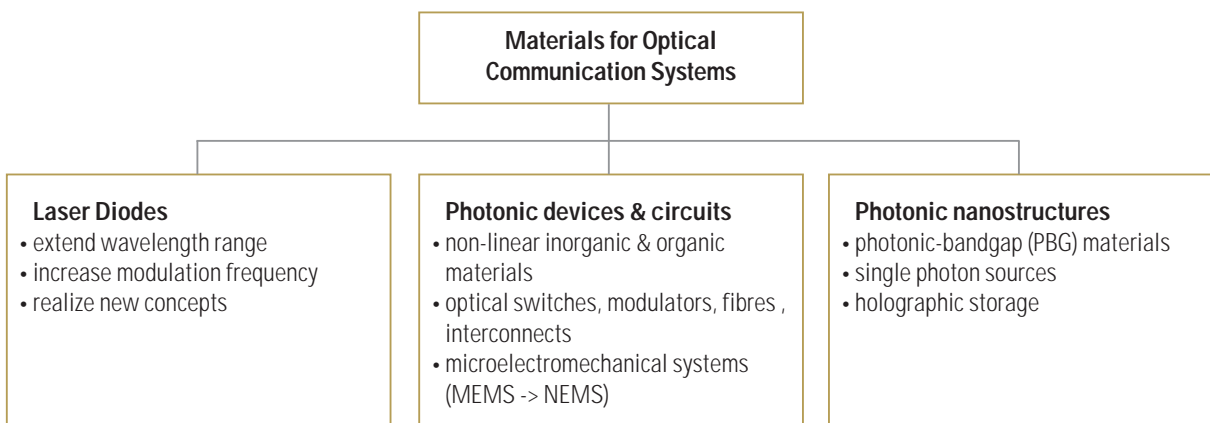 Materials for Optical
Communication Systems
Laser Diodes
• extend wavelength range
• increase modulation frequency
• realize new concepts
Photonic devices & circuits
• non-linear inorganic & organic
materials
• optical switches, modulators, fibres ,
interconnects
• microelectromechanical systems
(MEMS -> NEMS)
Photonic nanostructures
• photonic-bandgap (PBG) materials
• single photon sources
• holographic storage